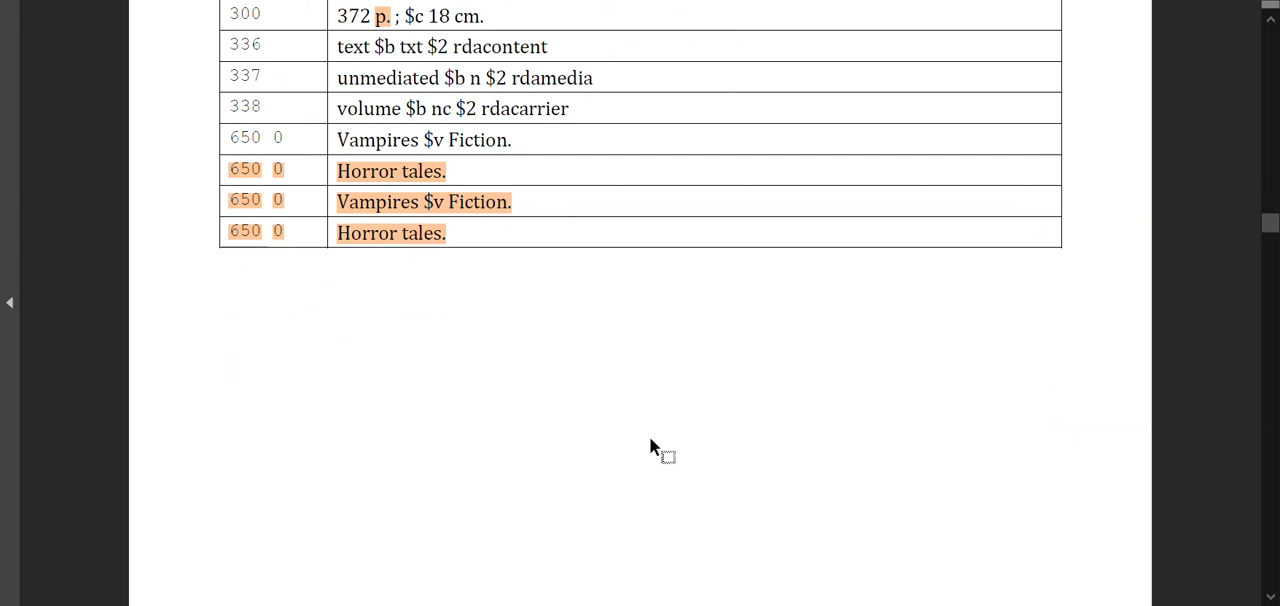 300 372 p. ; $c 18 cm.
336 text $b txt $2 rdacontent
337 unmediated $b n $2 rdamedia
338 volume $b nc $2 rdacarrier
650 0 Vampires $v Fiction.
650 0 Horror tales.
650 0 Vampires $v Fiction.
650 0 Horror tales.